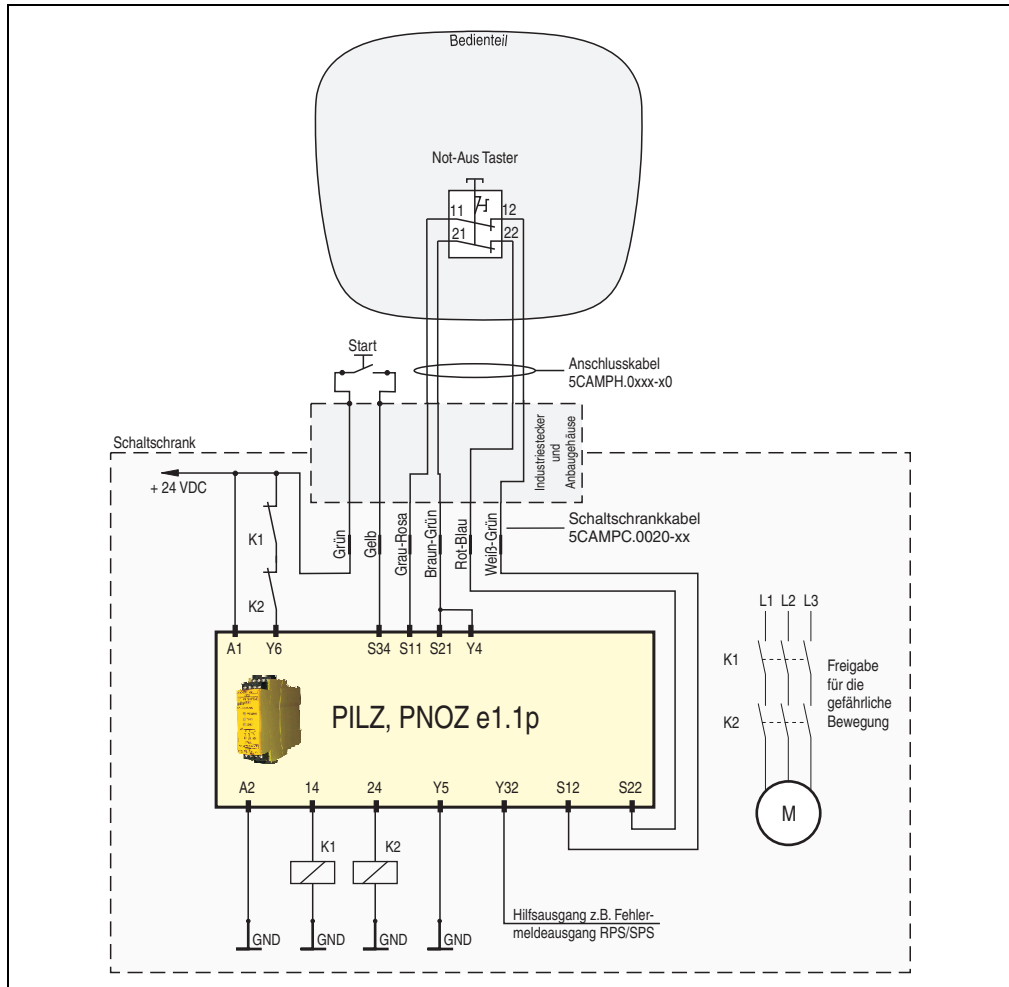 Bedienteil
Not-Aus Taster
11
12
21
22
Start
Anschlusskabel
5CAMPH.0xxx-x0
Industriestecker
und
Anbaugehäuse
Schaltschrank
+ 24 VDC
Schaltschrankkabel
5CAMPC.0020-xx
K1
K2
Grün
Gelb
Grau-Rosa
Braun-Grün
Rot-Blau
Weiß-Grün
A1
Y6
S34
S11
S21
Y4
PILZ, PNOZ e1.1p
A2
14
24
Y5
Y32
S12
S22
K1
K2
GND
GND
GND
GND
Hilfsausgang z.B. Fehler-
meldeausgang RPS/SPS
L1 L2 L3
K1
K2
Freigabe
für die
gefährliche
Bewegung
M